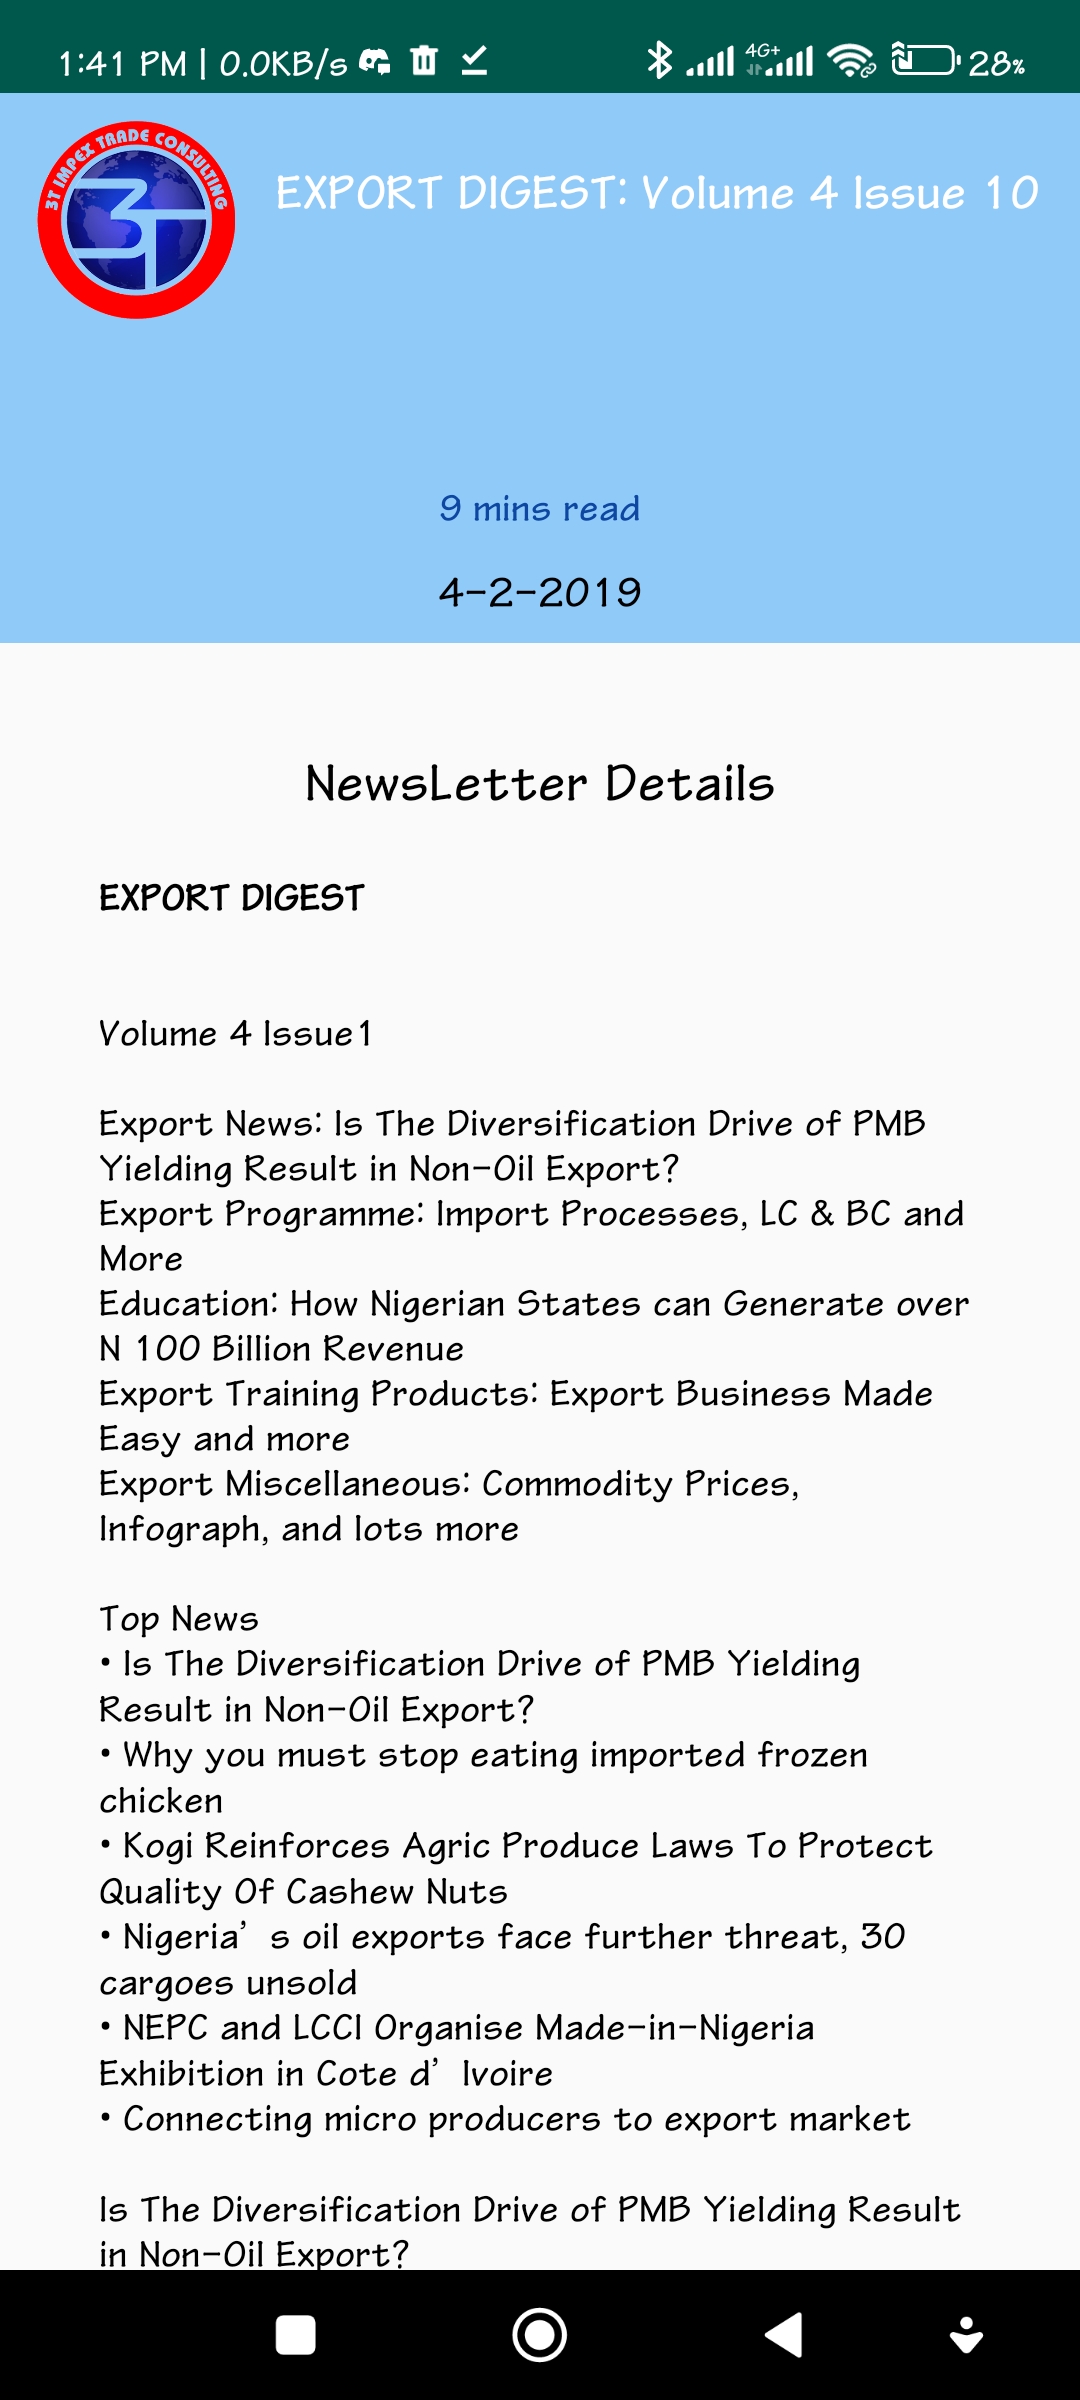 1:41 PM | 0.0KB/s
4G+
28%
3T IMPEX TRADE CONSULTING
3T
EXPORT DIGEST: Volume 4 Issue 10
9 mins read
4-2-2019
NewsLetter Details
EXPORT DIGEST
Volume 4 Issue1
Export News: Is The Diversification Drive of PMB
Yielding Result in Non-Oil Export?
Export Programme: Import Processes, LC & BC and
More
Education: How Nigerian States can Generate over
N 100 Billion Revenue
Export Training Products: Export Business Made
Easy and more
Export Miscellaneous: Commodity Prices,
Infograph, and lots more
Top News
• Is The Diversification Drive of PMB Yielding
Result in Non-Oil Export?
• Why you must stop eating imported frozen
chicken
• Kogi Reinforces Agric Produce Laws To Protect
Quality Of Cashew Nuts
• Nigeria’s oil exports face further threat, 30
cargoes unsold
• NEPC and LCCI Organise Made-in-Nigeria
Exhibition in Cote d’Ivoire
• Connecting micro producers to export market
Is The Diversification Drive of PMB Yielding Result
in Non-Oil Export?